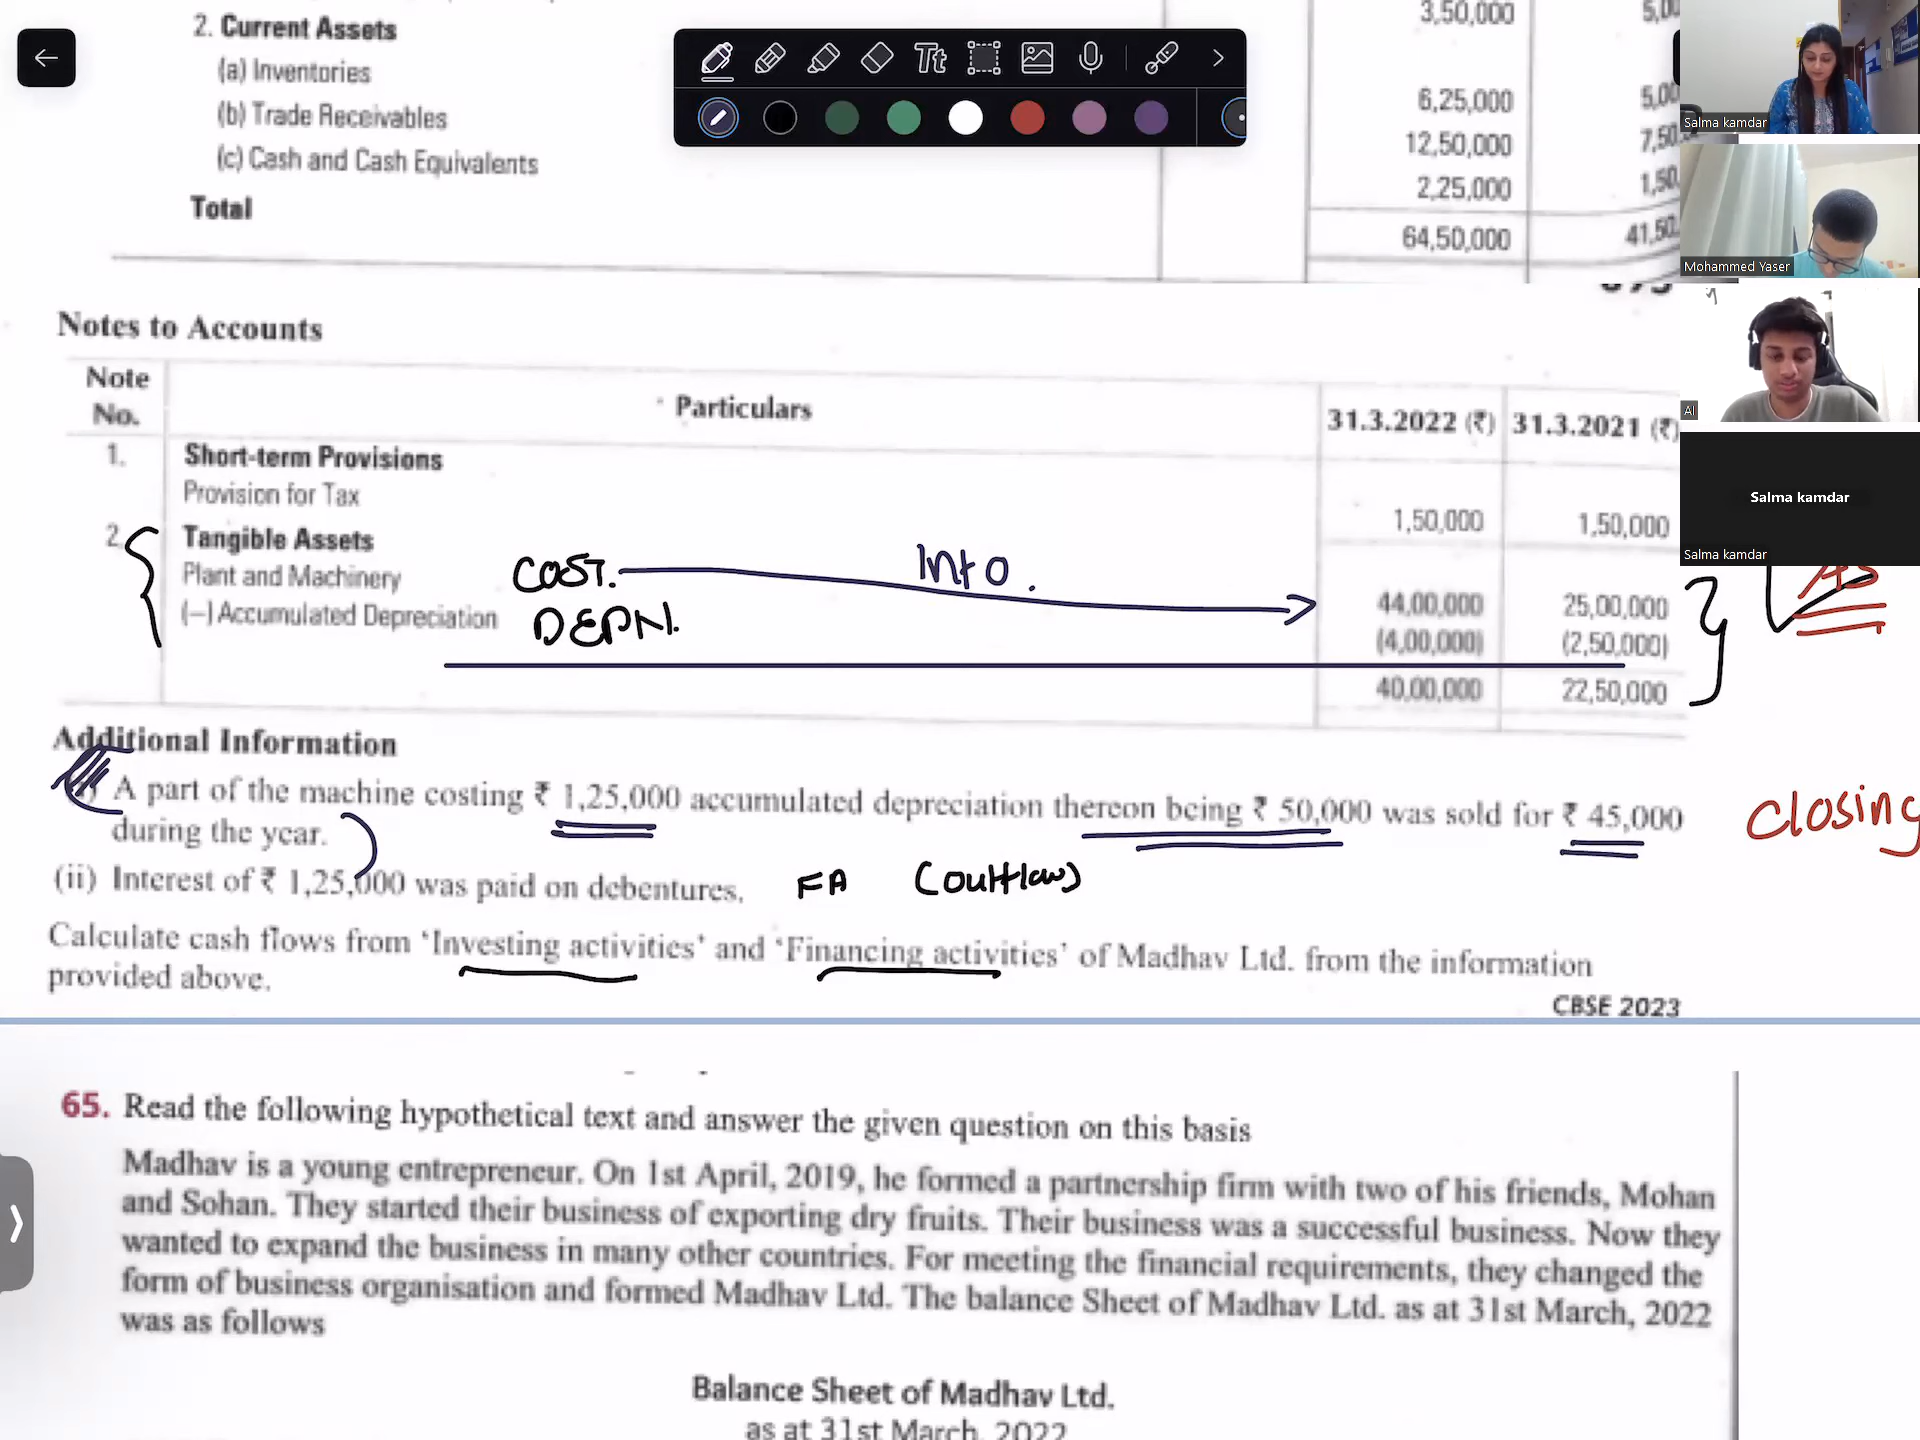 2. Current Assets 3,50,000
(a) Inventories 6,25,000
(b) Trade Receivables 12,50,000
(c) Cash and Cash Equivalents 2,25,000
Total 64,50,000
Salma kamdar
Mohammed Yaser
Al
Salma kamdar
Salma kamdar
Tt
Notes to Accounts
Note No. Particulars 31.3.2022 (₹) 31.3.2021 (₹)
1. Short-term Provisions
Provision for Tax 1,50,000 1,50,000
2. Tangible Assets
Plant and Machinery COST. Info. 44,00,000 25,00,000
(–) Accumulated Depreciation DEPN. (4,00,000) (2,50,000)
40,00,000 22,50,000
Additional Information
(i) A part of the machine costing ₹ 1,25,000 accumulated depreciation thereon being ₹ 50,000 was sold for ₹ 45,000 closing
during the year.
(ii) Interest of ₹ 1,25,000 was paid on debentures. FA (outflow)
Calculate cash flows from ‘Investing activities’ and ‘Financing activities’ of Madhav Ltd. from the information
provided above.
CBSE 2023
65. Read the following hypothetical text and answer the given question on this basis
Madhav is a young entrepreneur. On 1st April, 2019, he formed a partnership firm with two of his friends, Mohan
and Sohan. They started their business of exporting dry fruits. Their business was a successful business. Now they
wanted to expand the business in many other countries. For meeting the financial requirements, they changed the
form of business organisation and formed Madhav Ltd. The balance Sheet of Madhav Ltd. as at 31st March, 2022
was as follows
Balance Sheet of Madhav Ltd.
as at 31st March, 2022